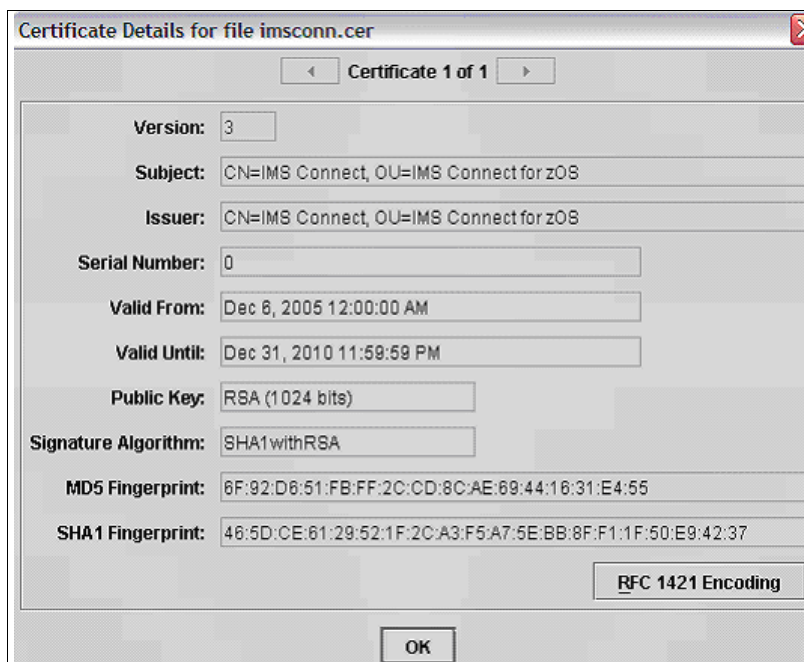 Certificate Details for file imsconn.cer
Certificate 1 of 1
Version: 3
Subject: CN=IMS Connect, OU=IMS Connect for zOS
Issuer: CN=IMS Connect, OU=IMS Connect for zOS
Serial Number: 0
Valid From: Dec 6, 2005 12:00:00 AM
Valid Until: Dec 31, 2010 11:59:59 PM
Public Key: RSA (1024 bits)
Signature Algorithm: SHA1withRSA
MD5 Fingerprint: 6F:92:D6:51:FB:FF:2C:CD:8C:AE:69:44:16:31:E4:55
SHA1 Fingerprint: 46:5D:CE:61:29:52:1F:2C:A3:F5:A7:5E:BB:8F:F1:1F:50:E9:42:37
RFC 1421 Encoding
OK